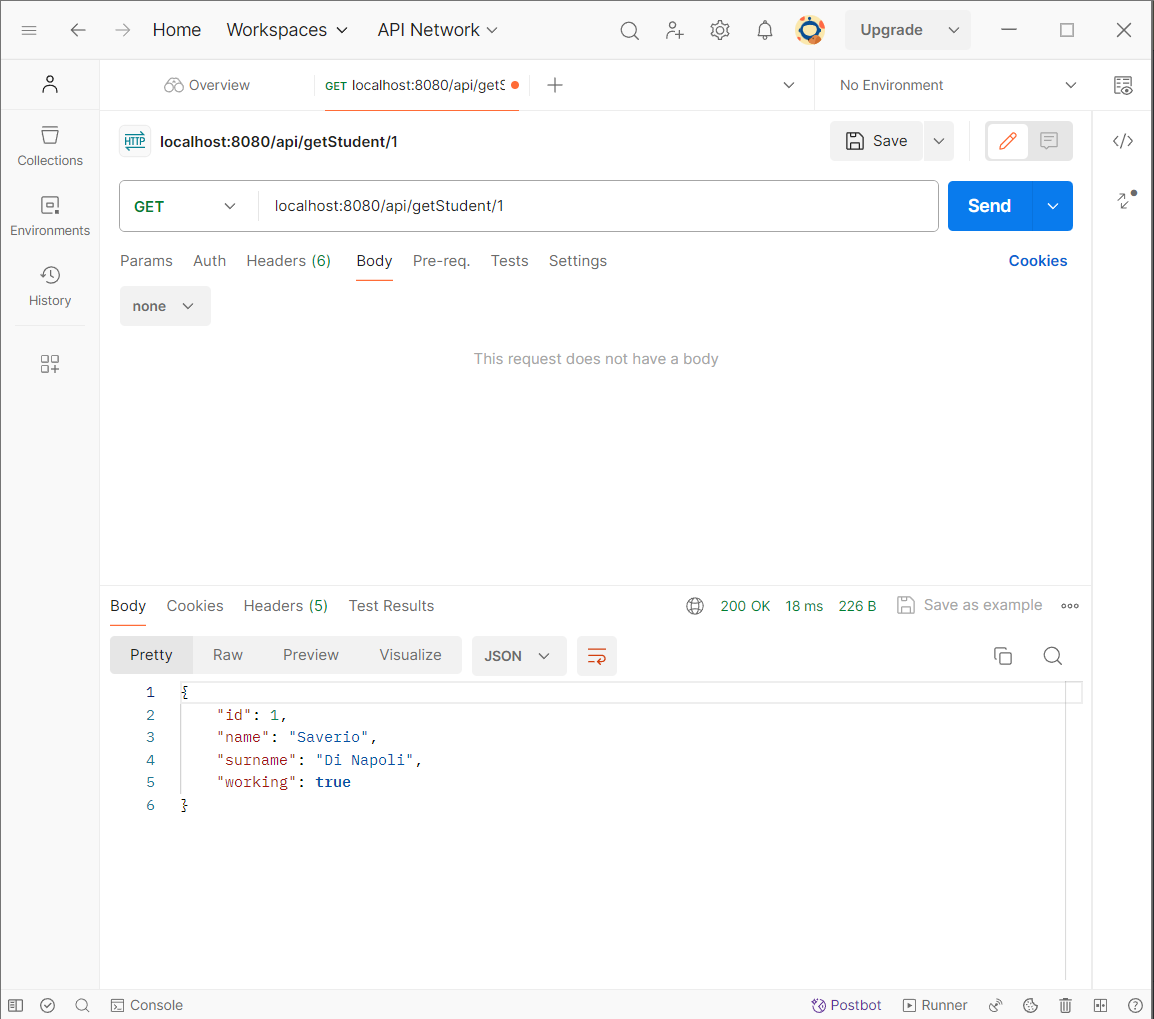 Home Workspaces API Network Upgrade
Overview GET localhost:8080/api/getS No Environment
HTTP localhost:8080/api/getStudent/1 Save
Collections
GET localhost:8080/api/getStudent/1 Send
Environments
Params Auth Headers (6) Body Pre-req. Tests Settings Cookies
History
none
This request does not have a body
Body Cookies Headers (5) Test Results 200 OK 18 ms 226 B Save as example
Pretty Raw Preview Visualize JSON
1 {
2 "id": 1,
3 "name": "Saverio",
4 "surname": "Di Napoli",
5 "working": true
6 }
Console Postbot Runner